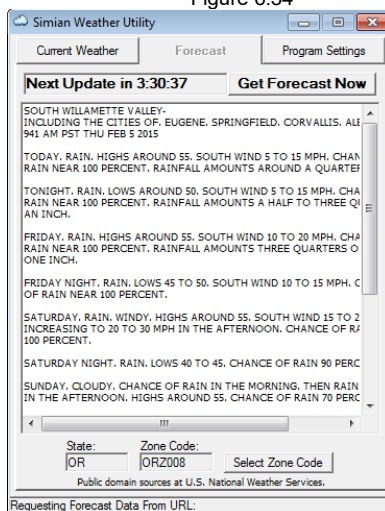 Figure 6.34
Simian Weather Utility
Current Weather Forecast Program Settings
Next Update in 3:30:37 Get Forecast Now
SOUTH WILLAMETTE VALLEY-
INCLUDING THE CITIES OF. EUGENE. SPRINGFIELD. CORVALLIS.
941 AM PST THU FEB 5 2015
TODAY. RAIN. HIGHS AROUND 55. SOUTH WIND 5 TO 15 MPH.
RAIN NEAR 100 PERCENT. RAINFALL AMOUNTS AROUND A
TONIGHT. RAIN. LOWS AROUND 50. SOUTH WIND 5 TO 15 MPH.
RAIN NEAR 100 PERCENT. RAINFALL AMOUNTS A HALF TO THREE
AN INCH.
FRIDAY. RAIN. HIGHS AROUND 55. SOUTH WIND 10 TO 20 MPH.
RAIN NEAR 100 PERCENT. RAINFALL AMOUNTS THREE QUARTERS
ONE INCH.
FRIDAY NIGHT. RAIN. LOWS 45 TO 50. SOUTH WIND 10 TO 15 MPH.
OF RAIN NEAR 100 PERCENT.
SATURDAY. RAIN. WINDY. HIGHS AROUND 55. SOUTH WIND 15 TO
INCREASING TO 20 TO 30 MPH IN THE AFTERNOON. CHANCE OF
100 PERCENT.
SATURDAY NIGHT. RAIN. LOWS 40 TO 45. CHANCE OF RAIN 90 PERC
SUNDAY. CLOUDY. CHANCE OF RAIN IN THE MORNING. THEN RAIN
IN THE AFTERNOON. HIGHS AROUND 55. CHANCE OF RAIN 70 PERC
State: Zone Code:
OR ORZ008 Select Zone Code
Public domain sources at U.S. National Weather Services.
Requesting Forecast Data From URL: